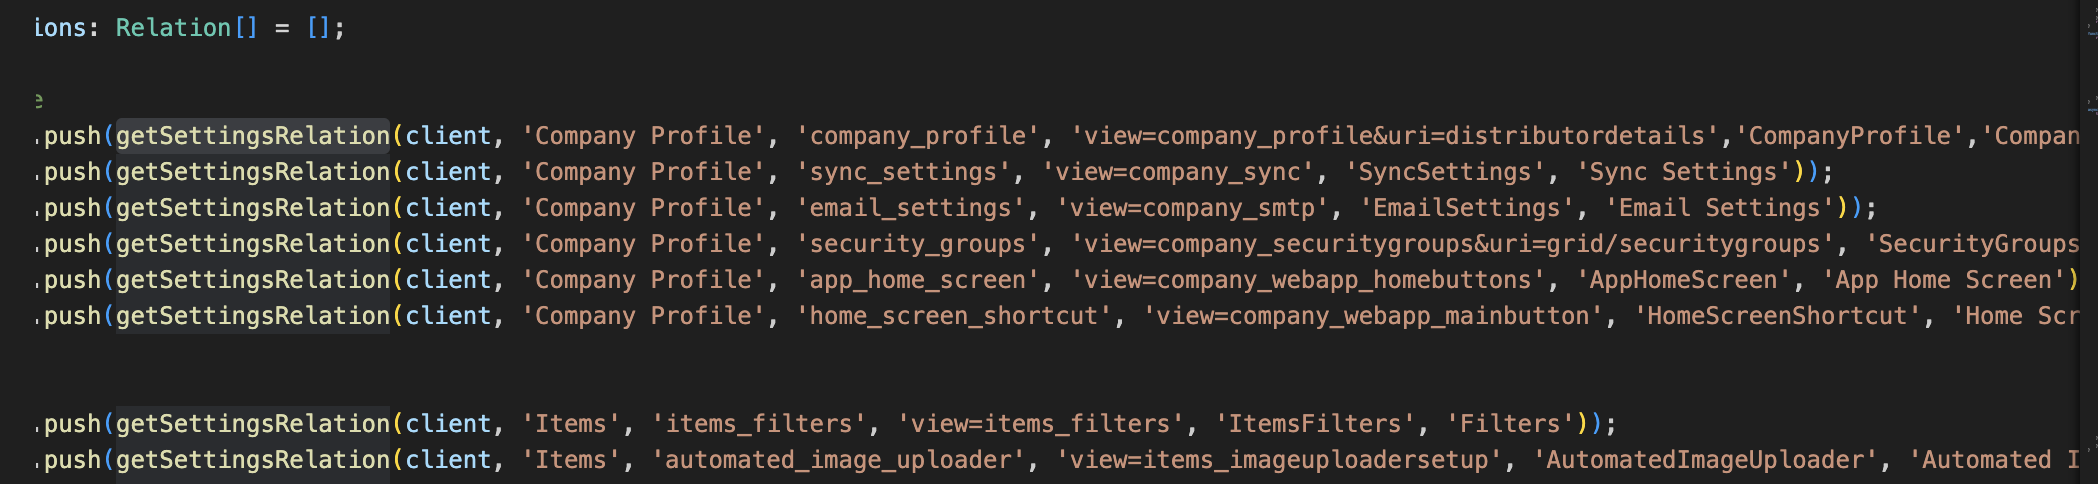 ions: Relation[] = [];
e
.push(getSettingsRelation(client, 'Company Profile', 'company_profile', 'view=company_profile&uri=distributordetails','CompanyProfile','Compan
.push(getSettingsRelation(client, 'Company Profile', 'sync_settings', 'view=company_sync', 'SyncSettings', 'Sync Settings'));
.push(getSettingsRelation(client, 'Company Profile', 'email_settings', 'view=company_smtp', 'EmailSettings', 'Email Settings'));
.push(getSettingsRelation(client, 'Company Profile', 'security_groups', 'view=company_securitygroups&uri=grid/securitygroups', 'SecurityGroups
.push(getSettingsRelation(client, 'Company Profile', 'app_home_screen', 'view=company_webapp_homebuttons', 'AppHomeScreen', 'App Home Screen')
.push(getSettingsRelation(client, 'Company Profile', 'home_screen_shortcut', 'view=company_webapp_mainbutton', 'HomeScreenShortcut', 'Home Scr
.push(getSettingsRelation(client, 'Items', 'items_filters', 'view=items_filters', 'ItemsFilters', 'Filters'));
.push(getSettingsRelation(client, 'Items', 'automated_image_uploader', 'view=items_imageuploadersetup', 'AutomatedImageUploader', 'Automated I